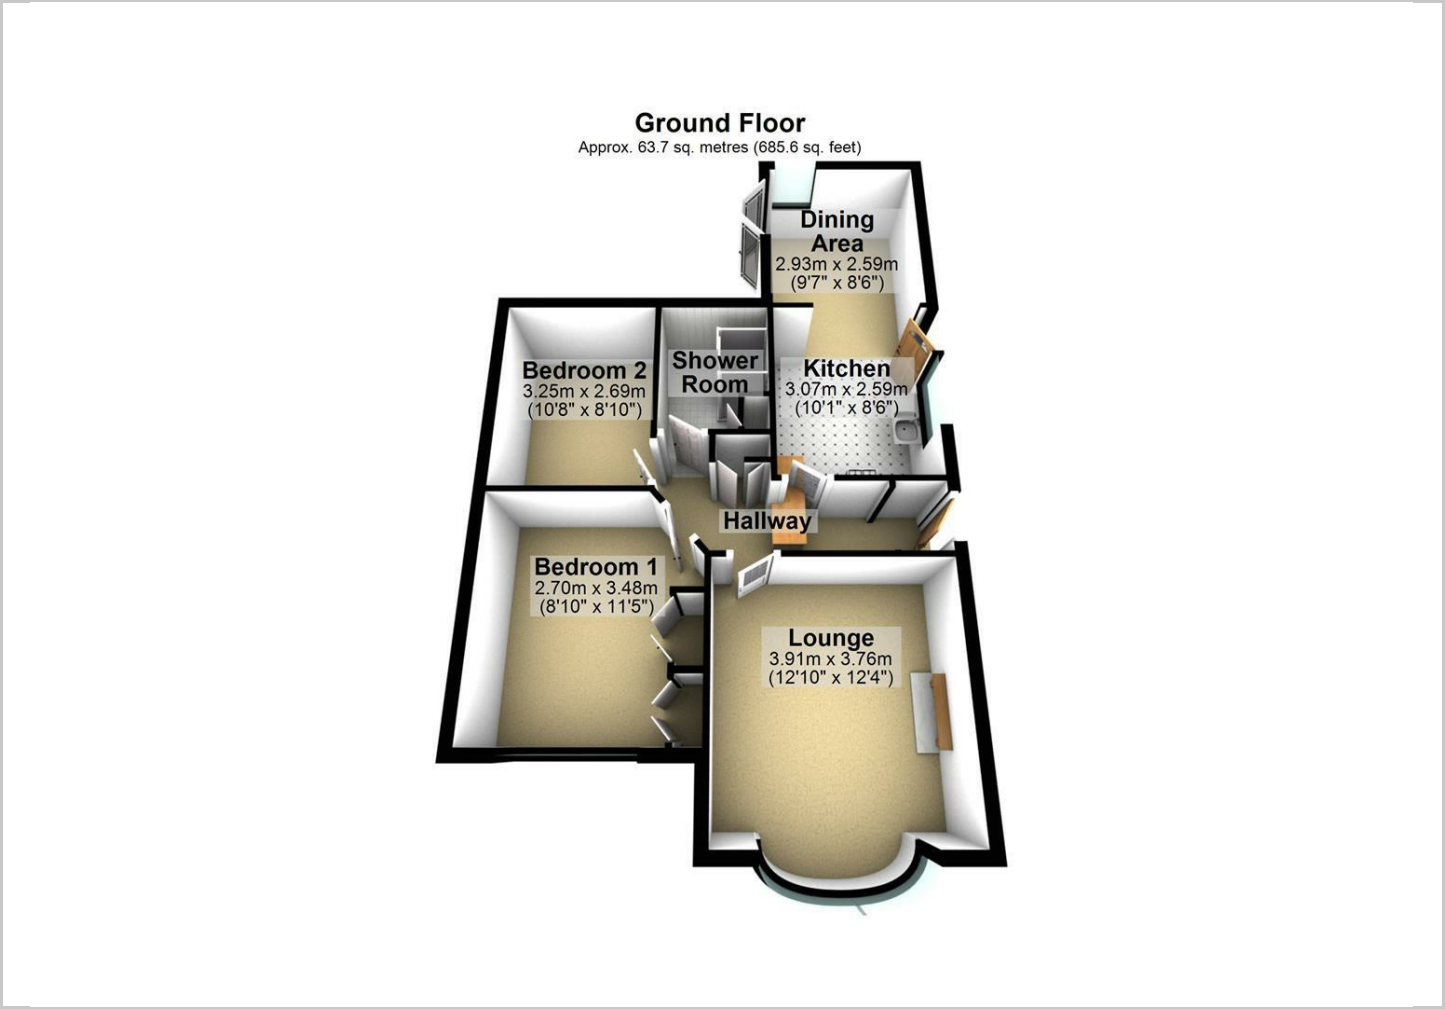 Ground Floor
Approx. 63.7 sq. metres (685.6 sq. feet)
Dining
Area
2.93m x 2.59m
(9'7" x 8'6")
Bedroom 2
3.25m x 2.69m
(10'8" x 8'10")
Shower
Room
Kitchen
3.07m x 2.59m
(10'1" x 8'6")
Hallway
Bedroom 1
2.70m x 3.48m
(8'10" x 11'5")
Lounge
3.91m x 3.76m
(12'10" x 12'4")